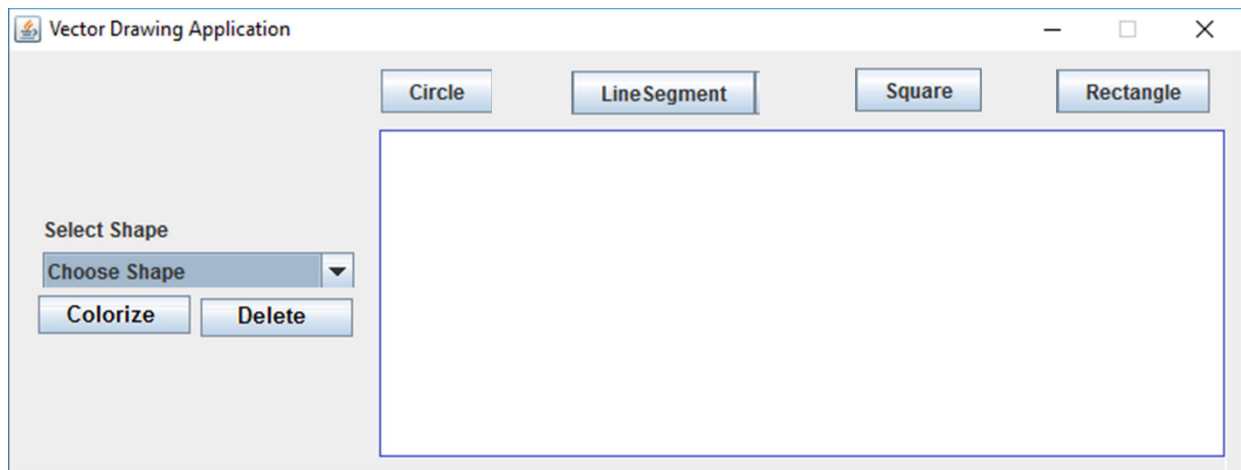 Vector Drawing Application
Circle LineSegment Square Rectangle
Select Shape
Choose Shape
Colorize Delete